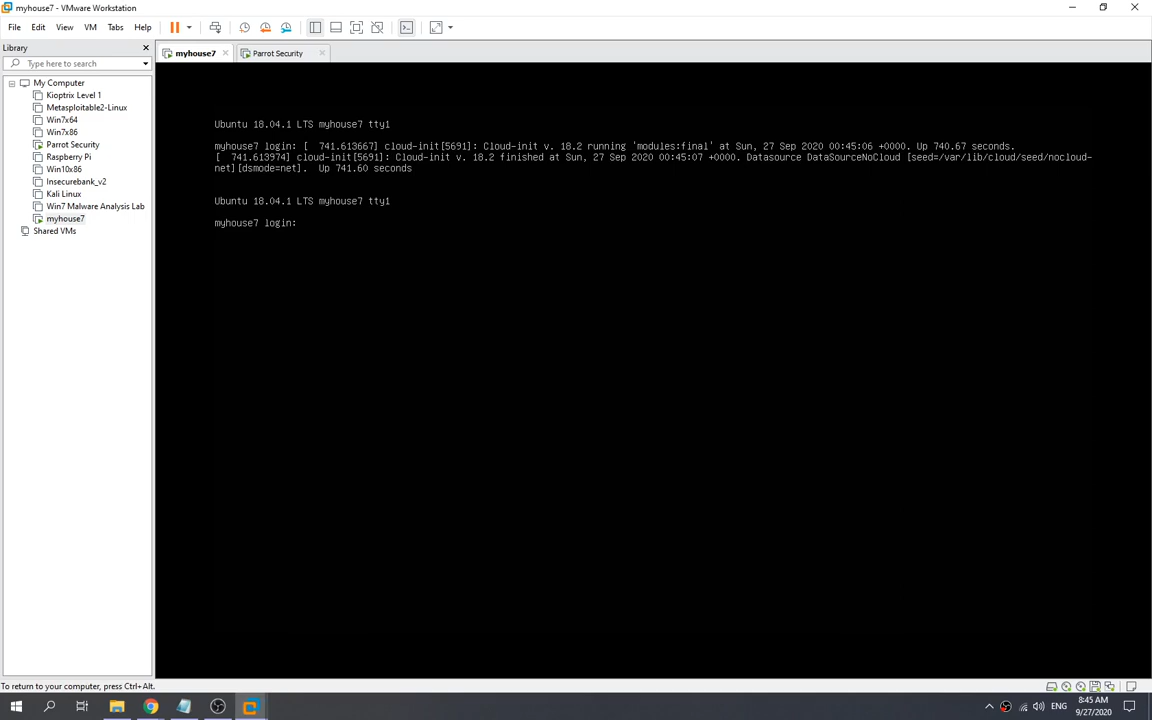 myhouse7 - VMware Workstation
File Edit View VM Tabs Help
Library
Type here to search
My Computer
Kioptrix Level 1
Metasploitable2-Linux
Win7x64
Win7x86
Parrot Security
Raspberry Pi
Win10x86
Insecurebank_v2
Kali Linux
Win7 Malware Analysis Lab
myhouse7
Shared VMs
myhouse7 Parrot Security
Ubuntu 18.04.1 LTS myhouse7 tty1
myhouse7 login: [  741.613667] cloud-init[5691]: Cloud-init v. 18.2 running 'modules:final' at Sun, 27 Sep 2020 00:45:06 +0000. Up 740.67 seconds.
[  741.613974] cloud-init[5691]: Cloud-init v. 18.2 finished at Sun, 27 Sep 2020 00:45:07 +0000. Datasource DataSourceNoCloud [seed=/var/lib/cloud/seed/nocloud-
net][dsmode=net].  Up 741.60 seconds
Ubuntu 18.04.1 LTS myhouse7 tty1
myhouse7 login:
To return to your computer, press Ctrl+Alt.
ENG
8:45 AM
9/27/2020